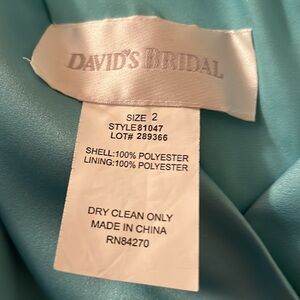 DAVID'S BRIDAL
SIZE 2
STYLE81047
LOT# 289366
SHELL:100% POLYESTER
LINING:100% POLYESTER
DRY CLEAN ONLY
MADE IN CHINA
RN84270